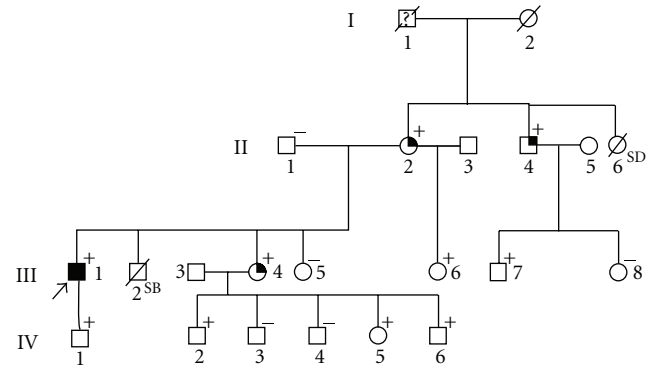 I ? 1 2
II − 1 + 2 3 + 4 5 6 SD
III + 1 2 SB 3 + 4 − 5 + 6 + 7 − 8
IV + 1 + 2 − 3 − 4 + 5 + 6